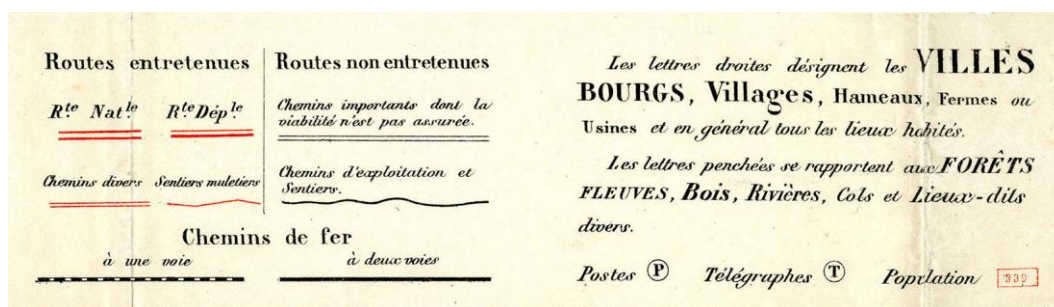 Routes entretenues
Rte Natle
Rte Déple
Chemins divers
Sentiers muletiers
Routes non entretenues
Chemins importants dont la
viabilité n'est pas assurée.
Chemins d'exploitation et
Sentiers.
Chemins de fer
à une voie
à deux voies
Les lettres droites désignent les VILLES
BOURGS, Villages, Hameaux, Fermes ou
Usines et en général tous les lieux habités.
Les lettres penchées se rapportent aux FORÊTS
FLEUVES, Bois, Rivières, Cols et Lieux-dits
divers.
Postes P Télégraphes T Population 339